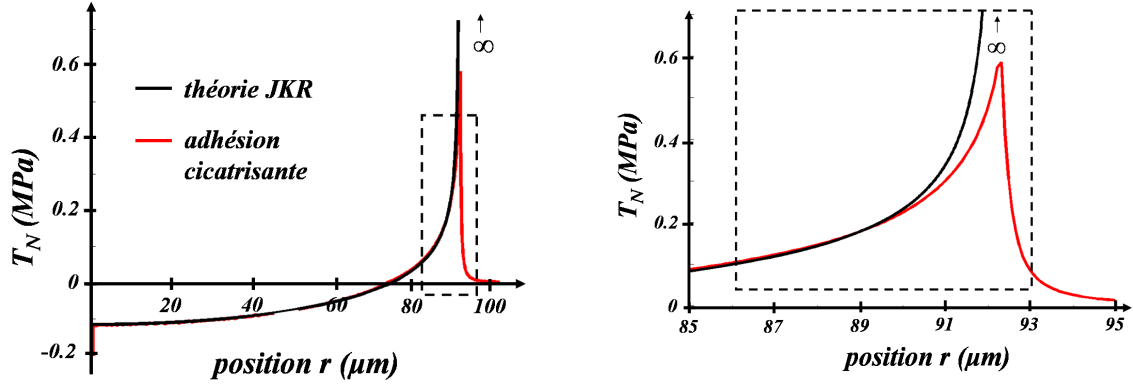 ∞
0.6
théorie JKR
0.4
adhésion
cicatrisante
0.2
0
-0.2
T_N (MPa)
20 40 60 80 100
position r (µm)
∞
0.6
0.4
0.2
0
T_N (MPa)
85 87 89 91 93 95
position r (µm)